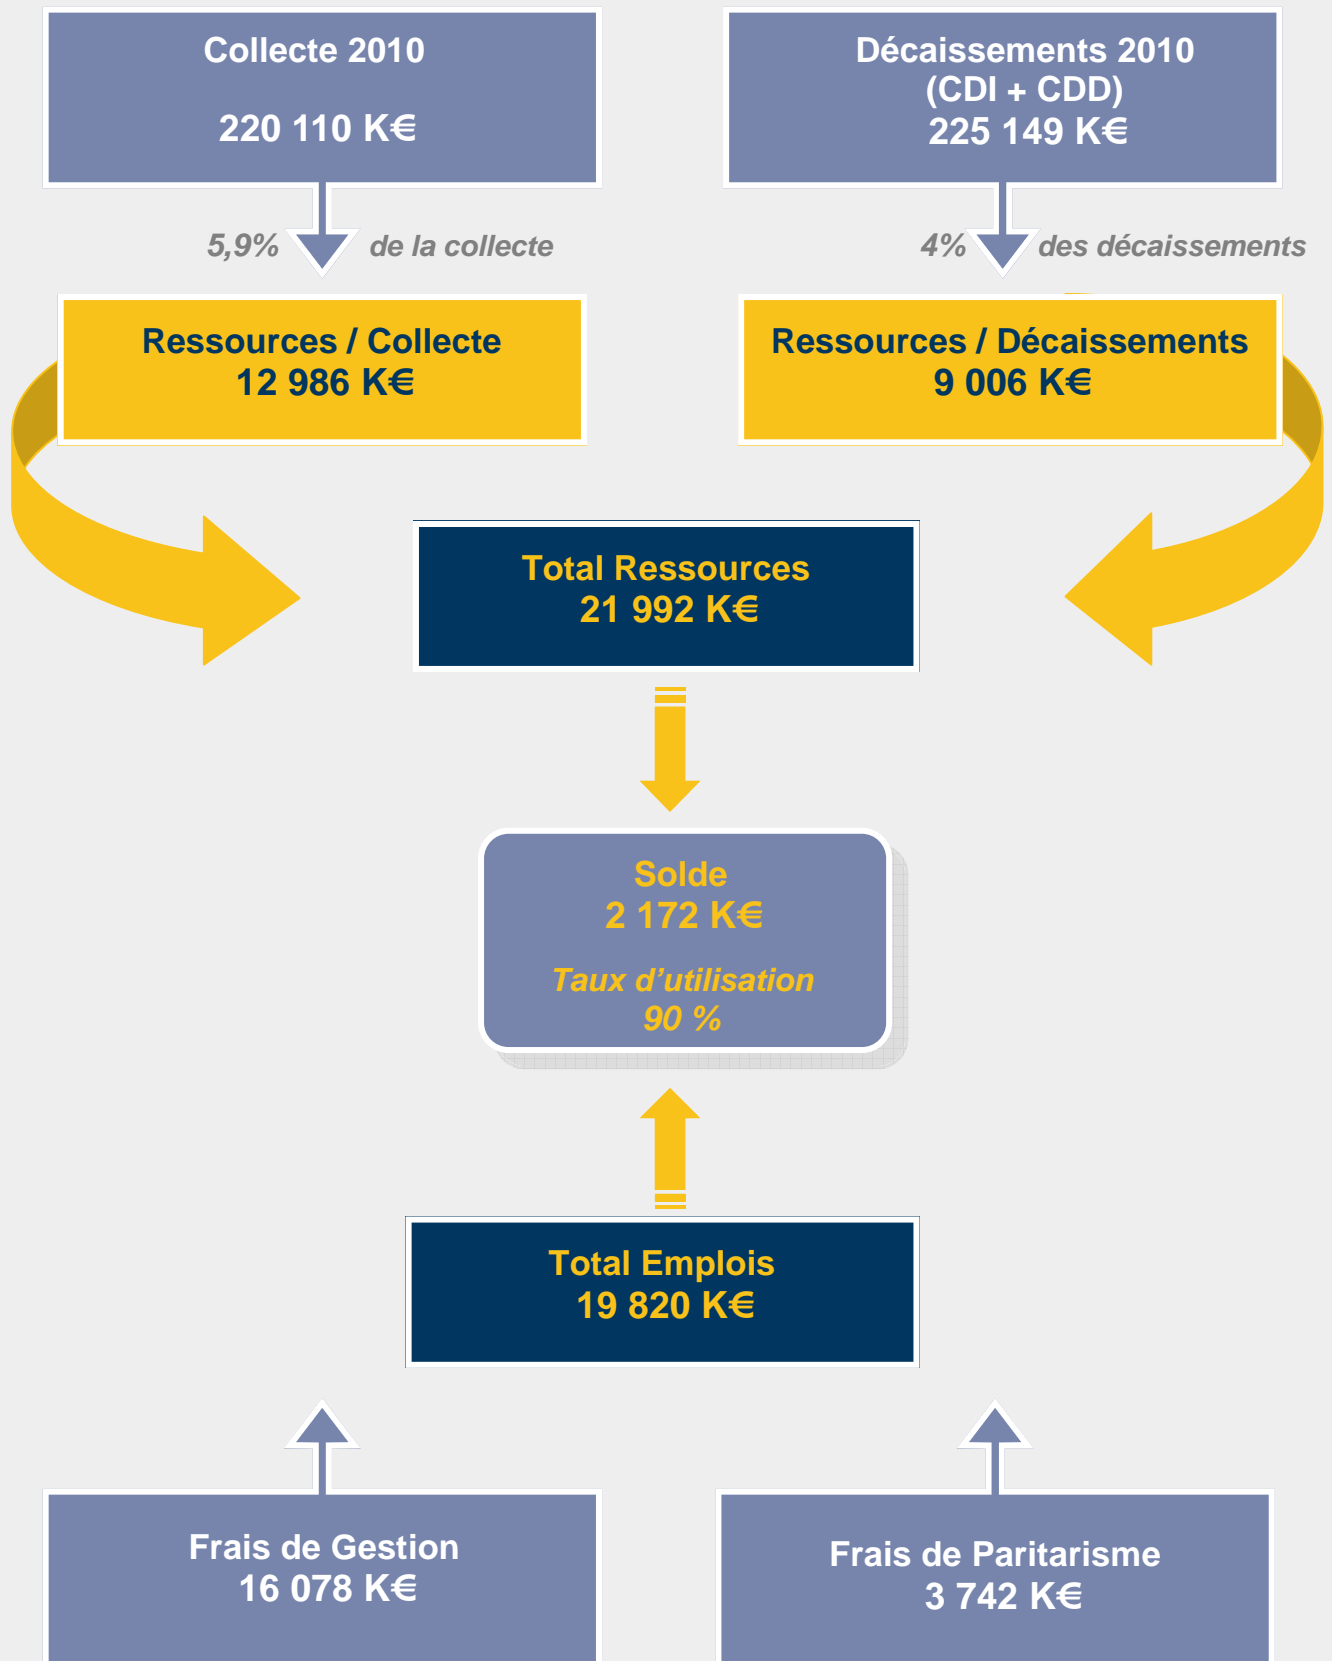 Collecte 2010
220 110 K€
Décaissements 2010
(CDI + CDD)
225 149 K€
5,9% de la collecte
4% des décaissements
Ressources / Collecte
12 986 K€
Ressources / Décaissements
9 006 K€
Total Ressources
21 992 K€
Solde
2 172 K€
Taux d’utilisation
90 %
Total Emplois
19 820 K€
Frais de Gestion
16 078 K€
Frais de Paritarisme
3 742 K€